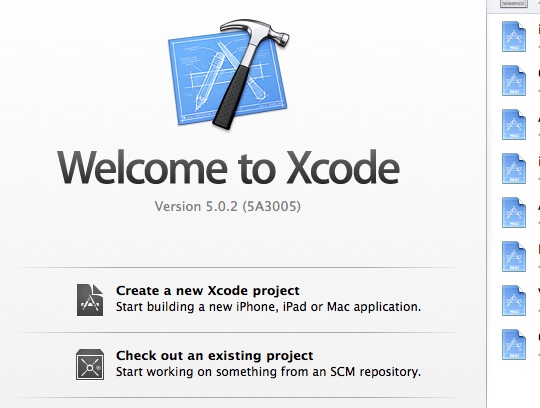 Welcome to Xcode
Version 5.0.2 (5A3005)
Create a new Xcode project
Start building a new iPhone, iPad or Mac application.
Check out an existing project
Start working on something from an SCM repository.